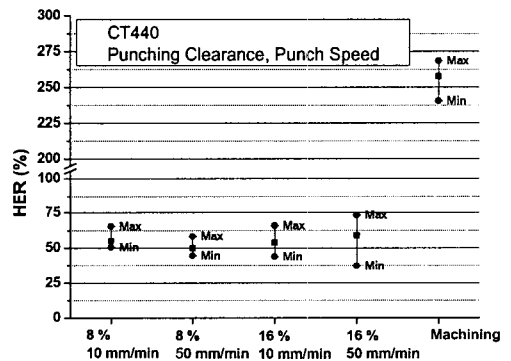 300
275
250
225
200
100
75
50
25
0
HER (%)
CT440
Punching Clearance, Punch Speed
Max
Min
Max
Min
Max
Min
Max
Min
Max
Min
8 %
10 mm/min
8 %
50 mm/min
16 %
10 mm/min
16 %
50 mm/min
Machining